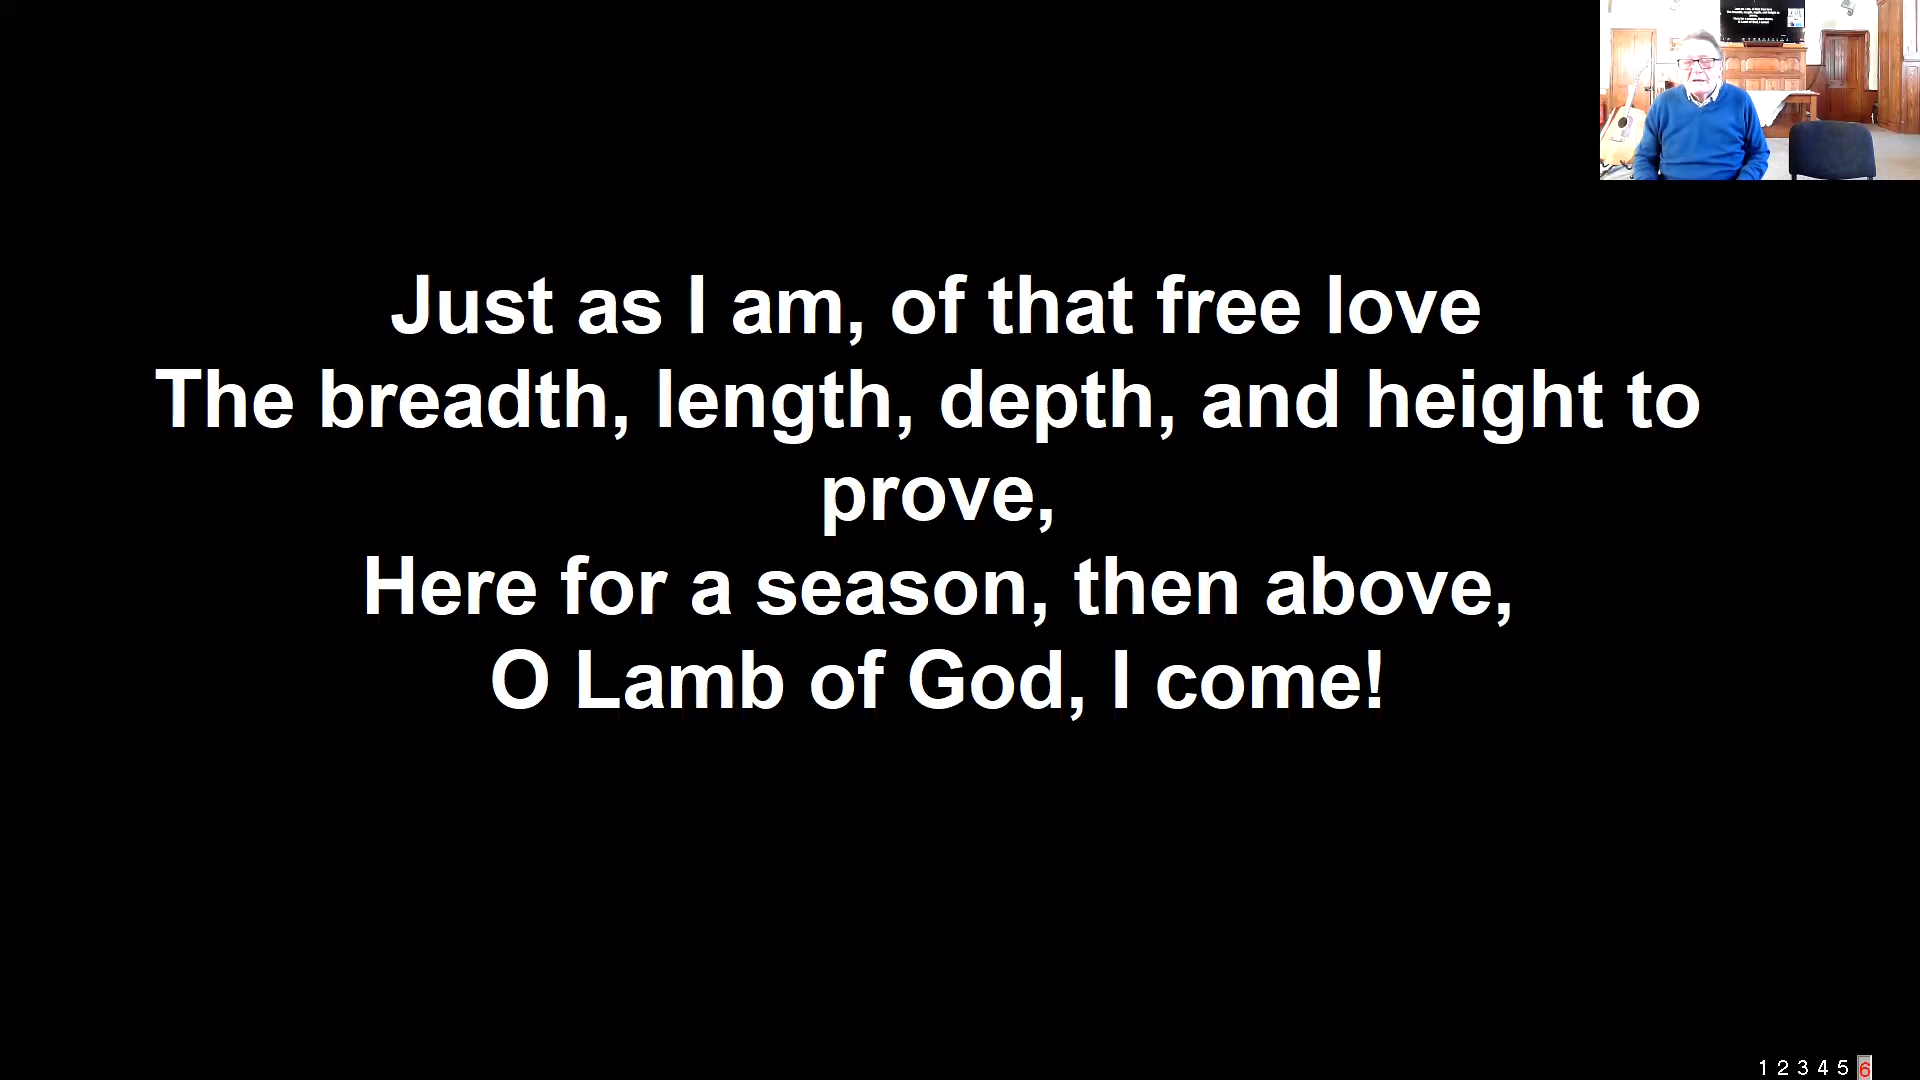 Just as I am, of that free love
The breadth, length, depth, and height to
prove,
Here for a season, then above,
O Lamb of God, I come!
1 2 3 4 5 6